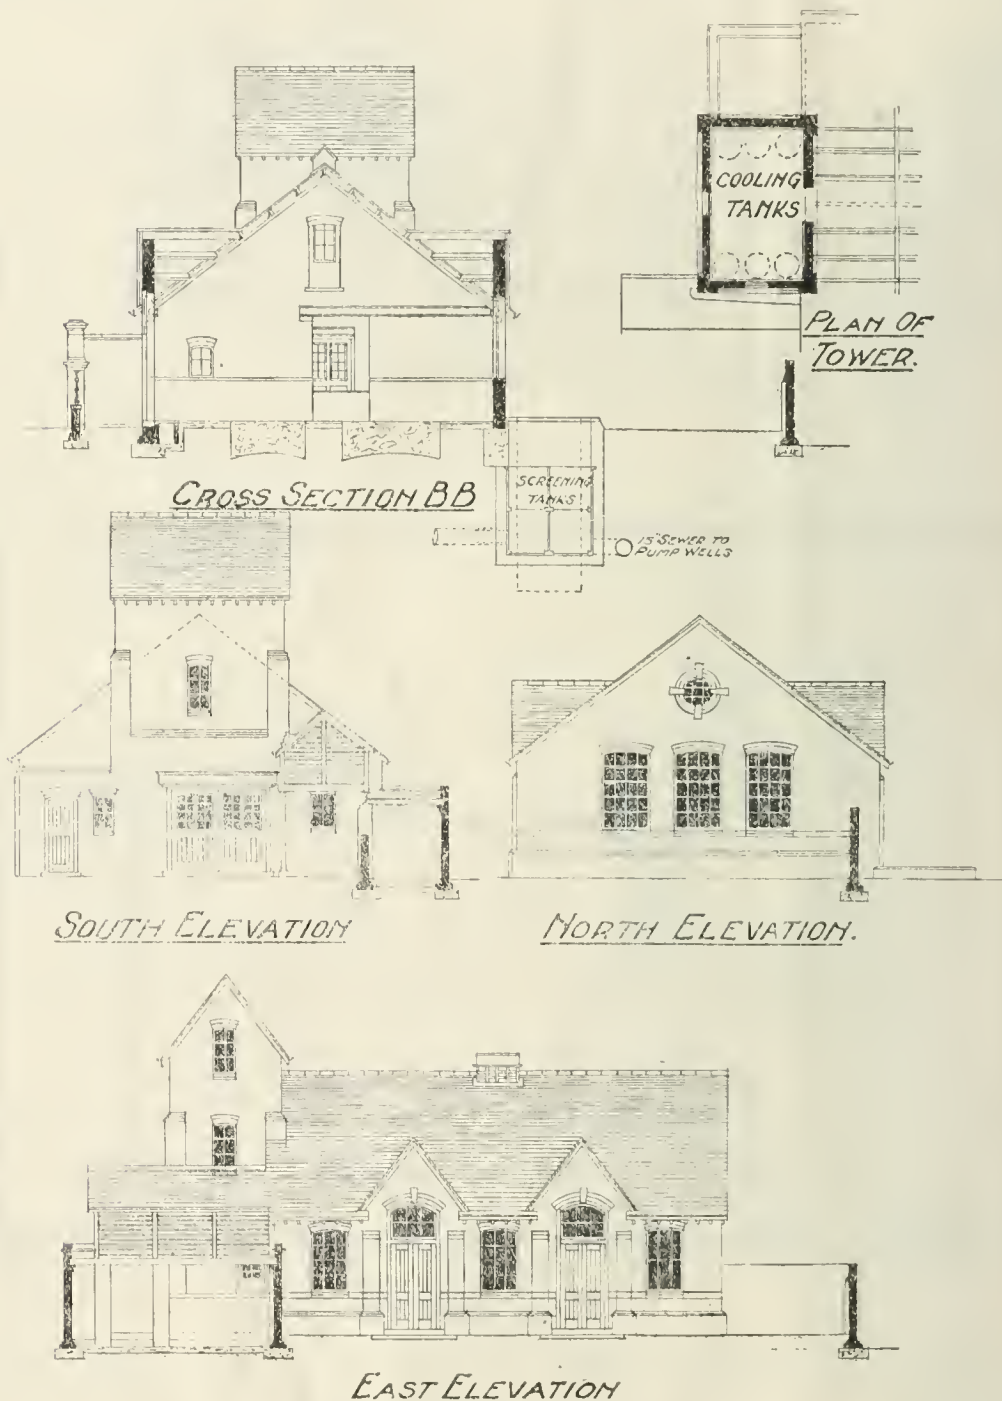 COOLING
TANKS
PLAN OF
TOWER.
CROSS SECTION BB
SCREENING
TANKS
15" SEWER TO
PUMP WELLS
SOUTH ELEVATION
NORTH ELEVATION.
EAST ELEVATION